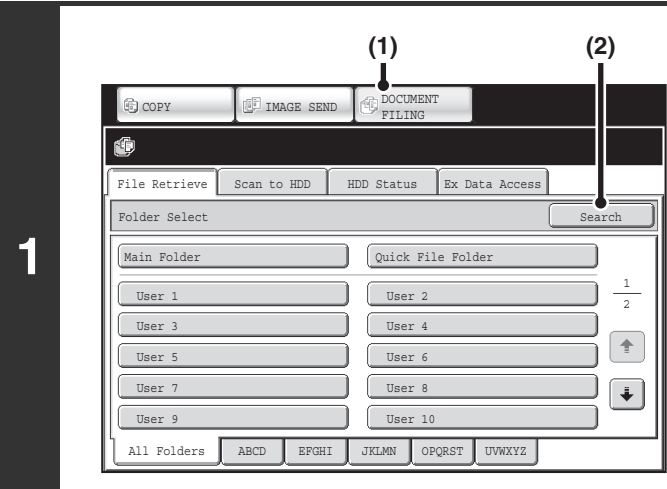 (1) (2)
COPY IMAGE SEND DOCUMENT
FILING
File Retrieve Scan to HDD HDD Status Ex Data Access
Folder Select Search
1
Main Folder Quick File Folder
User 1 User 2 1
2
User 3 User 4
User 5 User 6
User 7 User 8
User 9 User 10
All Folders ABCD EFGHI JKLMN OPQRST UVWXYZ